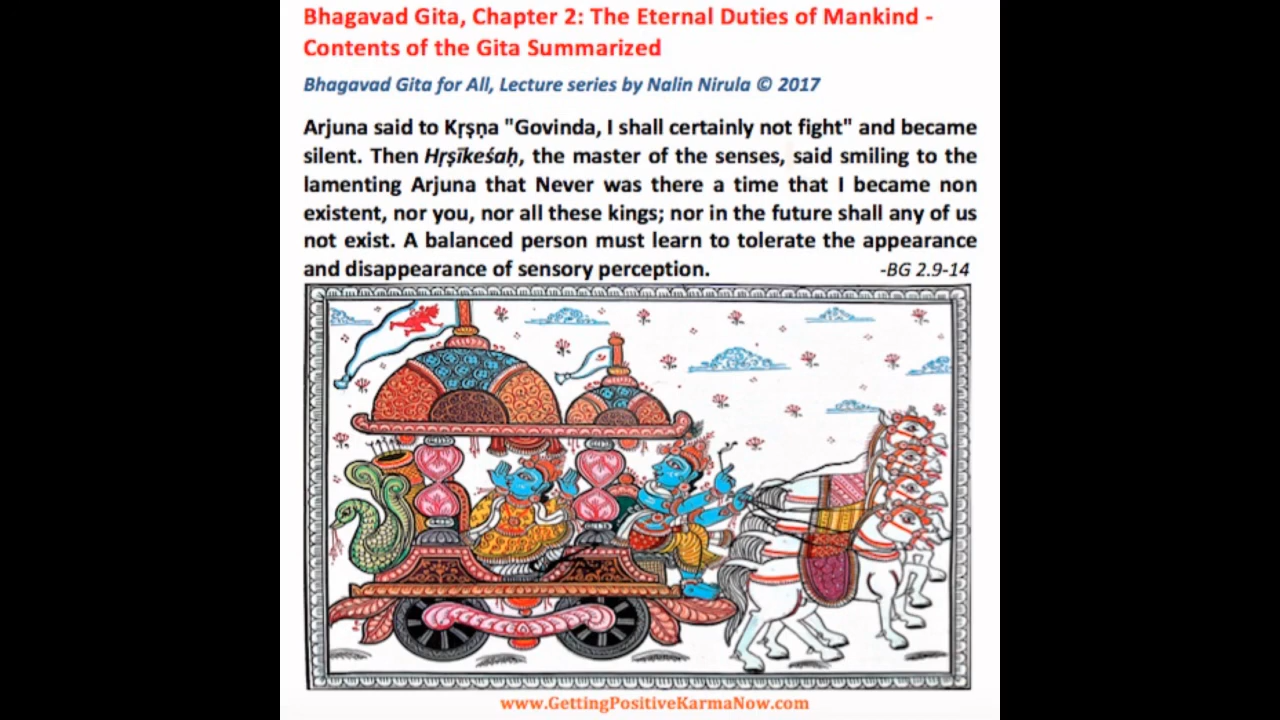 Bhagavad Gita, Chapter 2: The Eternal Duties of Mankind -
Contents of the Gita Summarized
Bhagavad Gita for All, Lecture series by Nalin Nirula © 2017
Arjuna said to Kṛṣṇa "Govinda, I shall certainly not fight" and became
silent. Then Hṛṣīkeśaḥ, the master of the senses, said smiling to the
lamenting Arjuna that Never was there a time that I became non
existent, nor you, nor all these kings; nor in the future shall any of us
not exist. A balanced person must learn to tolerate the appearance
and disappearance of sensory perception. -BG 2.9-14
www.GettingPositiveKarmaNow.com